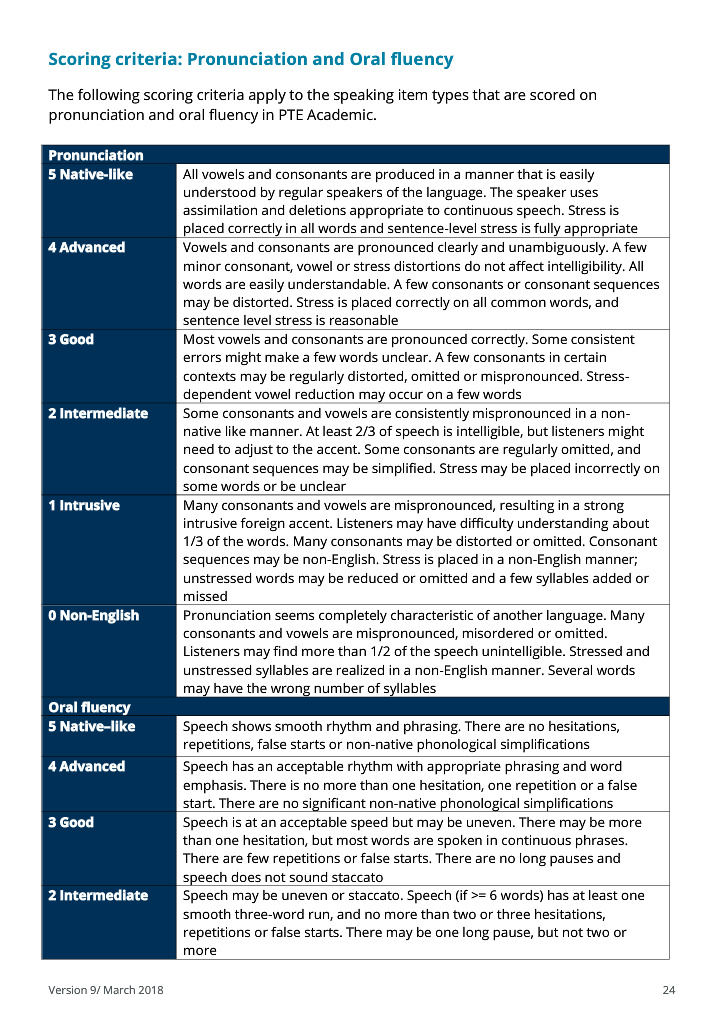 Scoring criteria: Pronunciation and Oral fluency
The following scoring criteria apply to the speaking item types that are scored on
pronunciation and oral fluency in PTE Academic.
Pronunciation
5 Native-like
All vowels and consonants are produced in a manner that is easily
understood by regular speakers of the language. The speaker uses
assimilation and deletions appropriate to continuous speech. Stress is
placed correctly in all words and sentence-level stress is fully appropriate
4 Advanced
Vowels and consonants are pronounced clearly and unambiguously. A few
minor consonant, vowel or stress distortions do not affect intelligibility. All
words are easily understandable. A few consonants or consonant sequences
may be distorted. Stress is placed correctly on all common words, and
sentence level stress is reasonable
3 Good
Most vowels and consonants are pronounced correctly. Some consistent
errors might make a few words unclear. A few consonants in certain
contexts may be regularly distorted, omitted or mispronounced. Stress-
dependent vowel reduction may occur on a few words
2 Intermediate
Some consonants and vowels are consistently mispronounced in a non-
native like manner. At least 2/3 of speech is intelligible, but listeners might
need to adjust to the accent. Some consonants are regularly omitted, and
consonant sequences may be simplified. Stress may be placed incorrectly on
some words or be unclear
1 Intrusive
Many consonants and vowels are mispronounced, resulting in a strong
intrusive foreign accent. Listeners may have difficulty understanding about
1/3 of the words. Many consonants may be distorted or omitted. Consonant
sequences may be non-English. Stress is placed in a non-English manner;
unstressed words may be reduced or omitted and a few syllables added or
missed
0 Non-English
Pronunciation seems completely characteristic of another language. Many
consonants and vowels are mispronounced, misordered or omitted.
Listeners may find more than 1/2 of the speech unintelligible. Stressed and
unstressed syllables are realized in a non-English manner. Several words
may have the wrong number of syllables
Oral fluency
5 Native–like
Speech shows smooth rhythm and phrasing. There are no hesitations,
repetitions, false starts or non-native phonological simplifications
4 Advanced
Speech has an acceptable rhythm with appropriate phrasing and word
emphasis. There is no more than one hesitation, one repetition or a false
start. There are no significant non-native phonological simplifications
3 Good
Speech is at an acceptable speed but may be uneven. There may be more
than one hesitation, but most words are spoken in continuous phrases.
There are few repetitions or false starts. There are no long pauses and
speech does not sound staccato
2 Intermediate
Speech may be uneven or staccato. Speech (if >= 6 words) has at least one
smooth three-word run, and no more than two or three hesitations,
repetitions or false starts. There may be one long pause, but not two or
more
Version 9/ March 2018
24